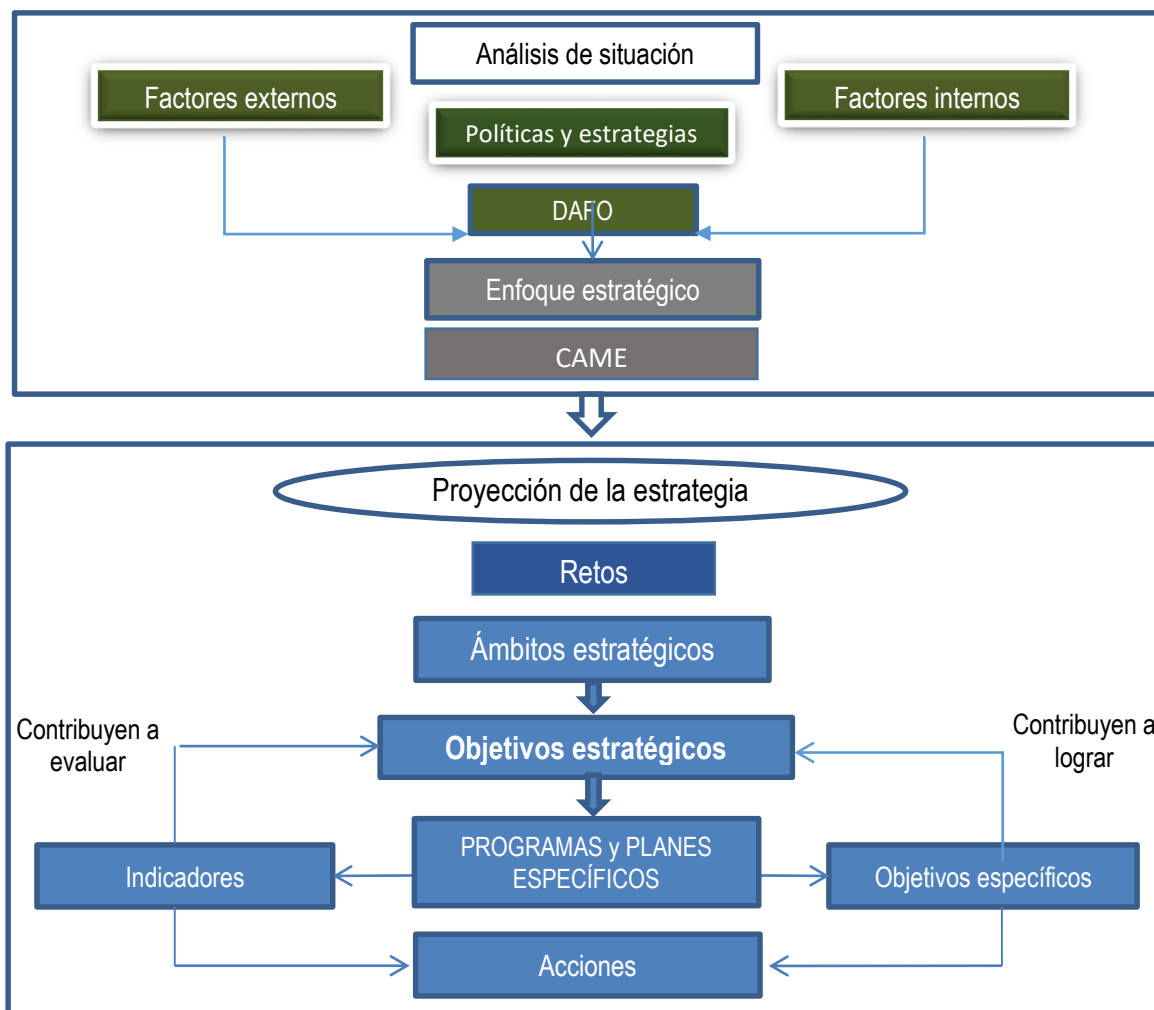 Análisis de situación
Factores externos
Factores internos
Políticas y estrategias
DAFO
Enfoque estratégico
CAME
Proyección de la estrategia
Retos
Ámbitos estratégicos
Contribuyen a
evaluar
Objetivos estratégicos
Contribuyen a
lograr
Indicadores
PROGRAMAS y PLANES
ESPECÍFICOS
Objetivos específicos
Acciones